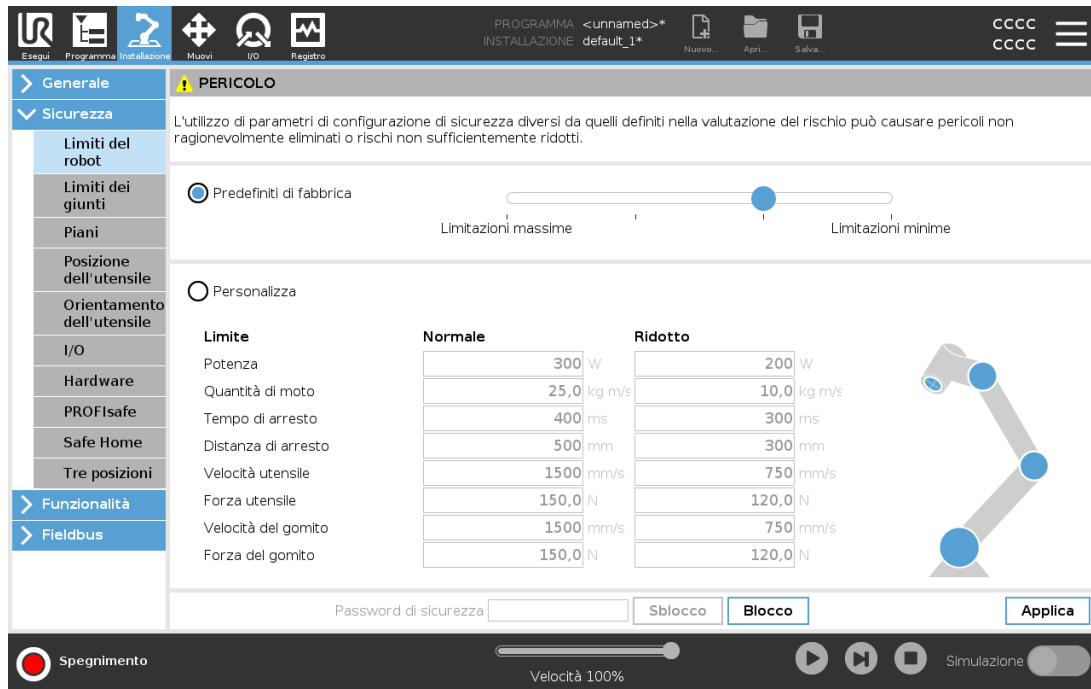 UR
Esegui
Programma
Installazione
Muovi
I/O
Registro
PROGRAMMA <unnamed>*
INSTALLAZIONE default_1*
Nuovo...
Apri...
Salva...
CCCC
CCCC
Generale
Sicurezza
Limiti del
robot
Limiti dei
giunti
Piani
Posizione
dell'utensile
Orientamento
dell'utensile
I/O
Hardware
PROFIsafe
Safe Home
Tre posizioni
Funzionalità
Fieldbus
PERICOLO
L'utilizzo di parametri di configurazione di sicurezza diversi da quelli definiti nella valutazione del rischio può causare pericoli non
ragionevolmente eliminati o rischi non sufficientemente ridotti.
Predefiniti di fabbrica
Limitazioni massime
Limitazioni minime
Personalizza
Limite Normale Ridotto
Potenza 300 W 200 W
Quantità di moto 25,0 kg m/s 10,0 kg m/s
Tempo di arresto 400 ms 300 ms
Distanza di arresto 500 mm 300 mm
Velocità utensile 1500 mm/s 750 mm/s
Forza utensile 150,0 N 120,0 N
Velocità del gomito 1500 mm/s 750 mm/s
Forza del gomito 150,0 N 120,0 N
Password di sicurezza Sblocco Blocco Applica
Spegnimento
Velocità 100%
Simulazione